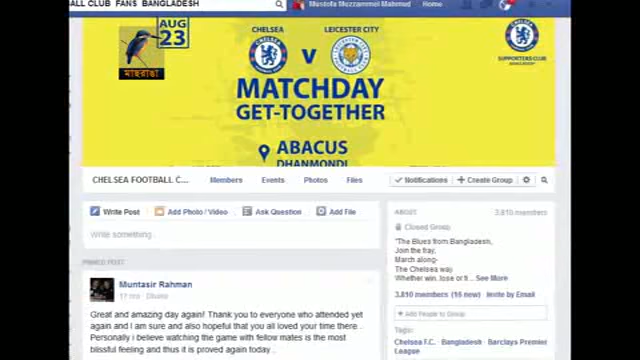 ALL CLUB FANS BANGLADESH
Mustofa Muzzammel Mahmud Home
AUG
23
মাছরাঙা
CHELSEA LEICESTER CITY
V
SUPPORTERS CLUB
MATCHDAY
GET-TOGETHER
ABACUS
DHANMONDI
CHELSEA FOOTBALL C... Members Events Photos Files Notifications Create Group
Write Post Add Photo / Video Ask Question Add File
Write something...
PINNED POST
Muntasir Rahman
17 hrs · Dhaka
Great and amazing day again! Thank you to everyone who attended yet
again and I am sure and also hopeful that you all loved your time there..
Personally i believe watching the game with fellow mates is the most
blissful feeling and thus it is proved again today..
ABOUT 3,810 members
Closed Group
"The Blues from Bangladesh,
Join the fray,
March along-
The Chelsea way
Whether win, lose or ti... See More
3,810 members (16 new) · Invite by Email
+ Add People to Group
Tags:
Chelsea F.C. · Bangladesh · Barclays Premier
League